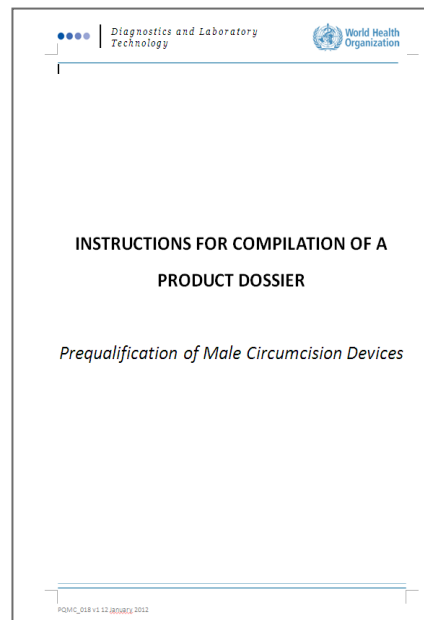 Diagnostics and Laboratory
Technology
World Health
Organization
INSTRUCTIONS FOR COMPILATION OF A
PRODUCT DOSSIER
Prequalification of Male Circumcision Devices
PQMC_018 v1 12 January 2012